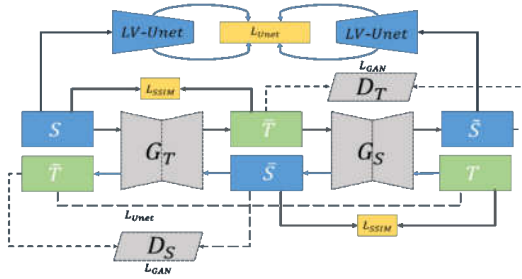 LV-Unet
L_Unet
LV-Unet
L_GAN
L_SSIM
D_T
S
T̄
S̃
G_T
G_S
T̃
S̄
T
L_Unet
L_SSIM
D_S
L_GAN